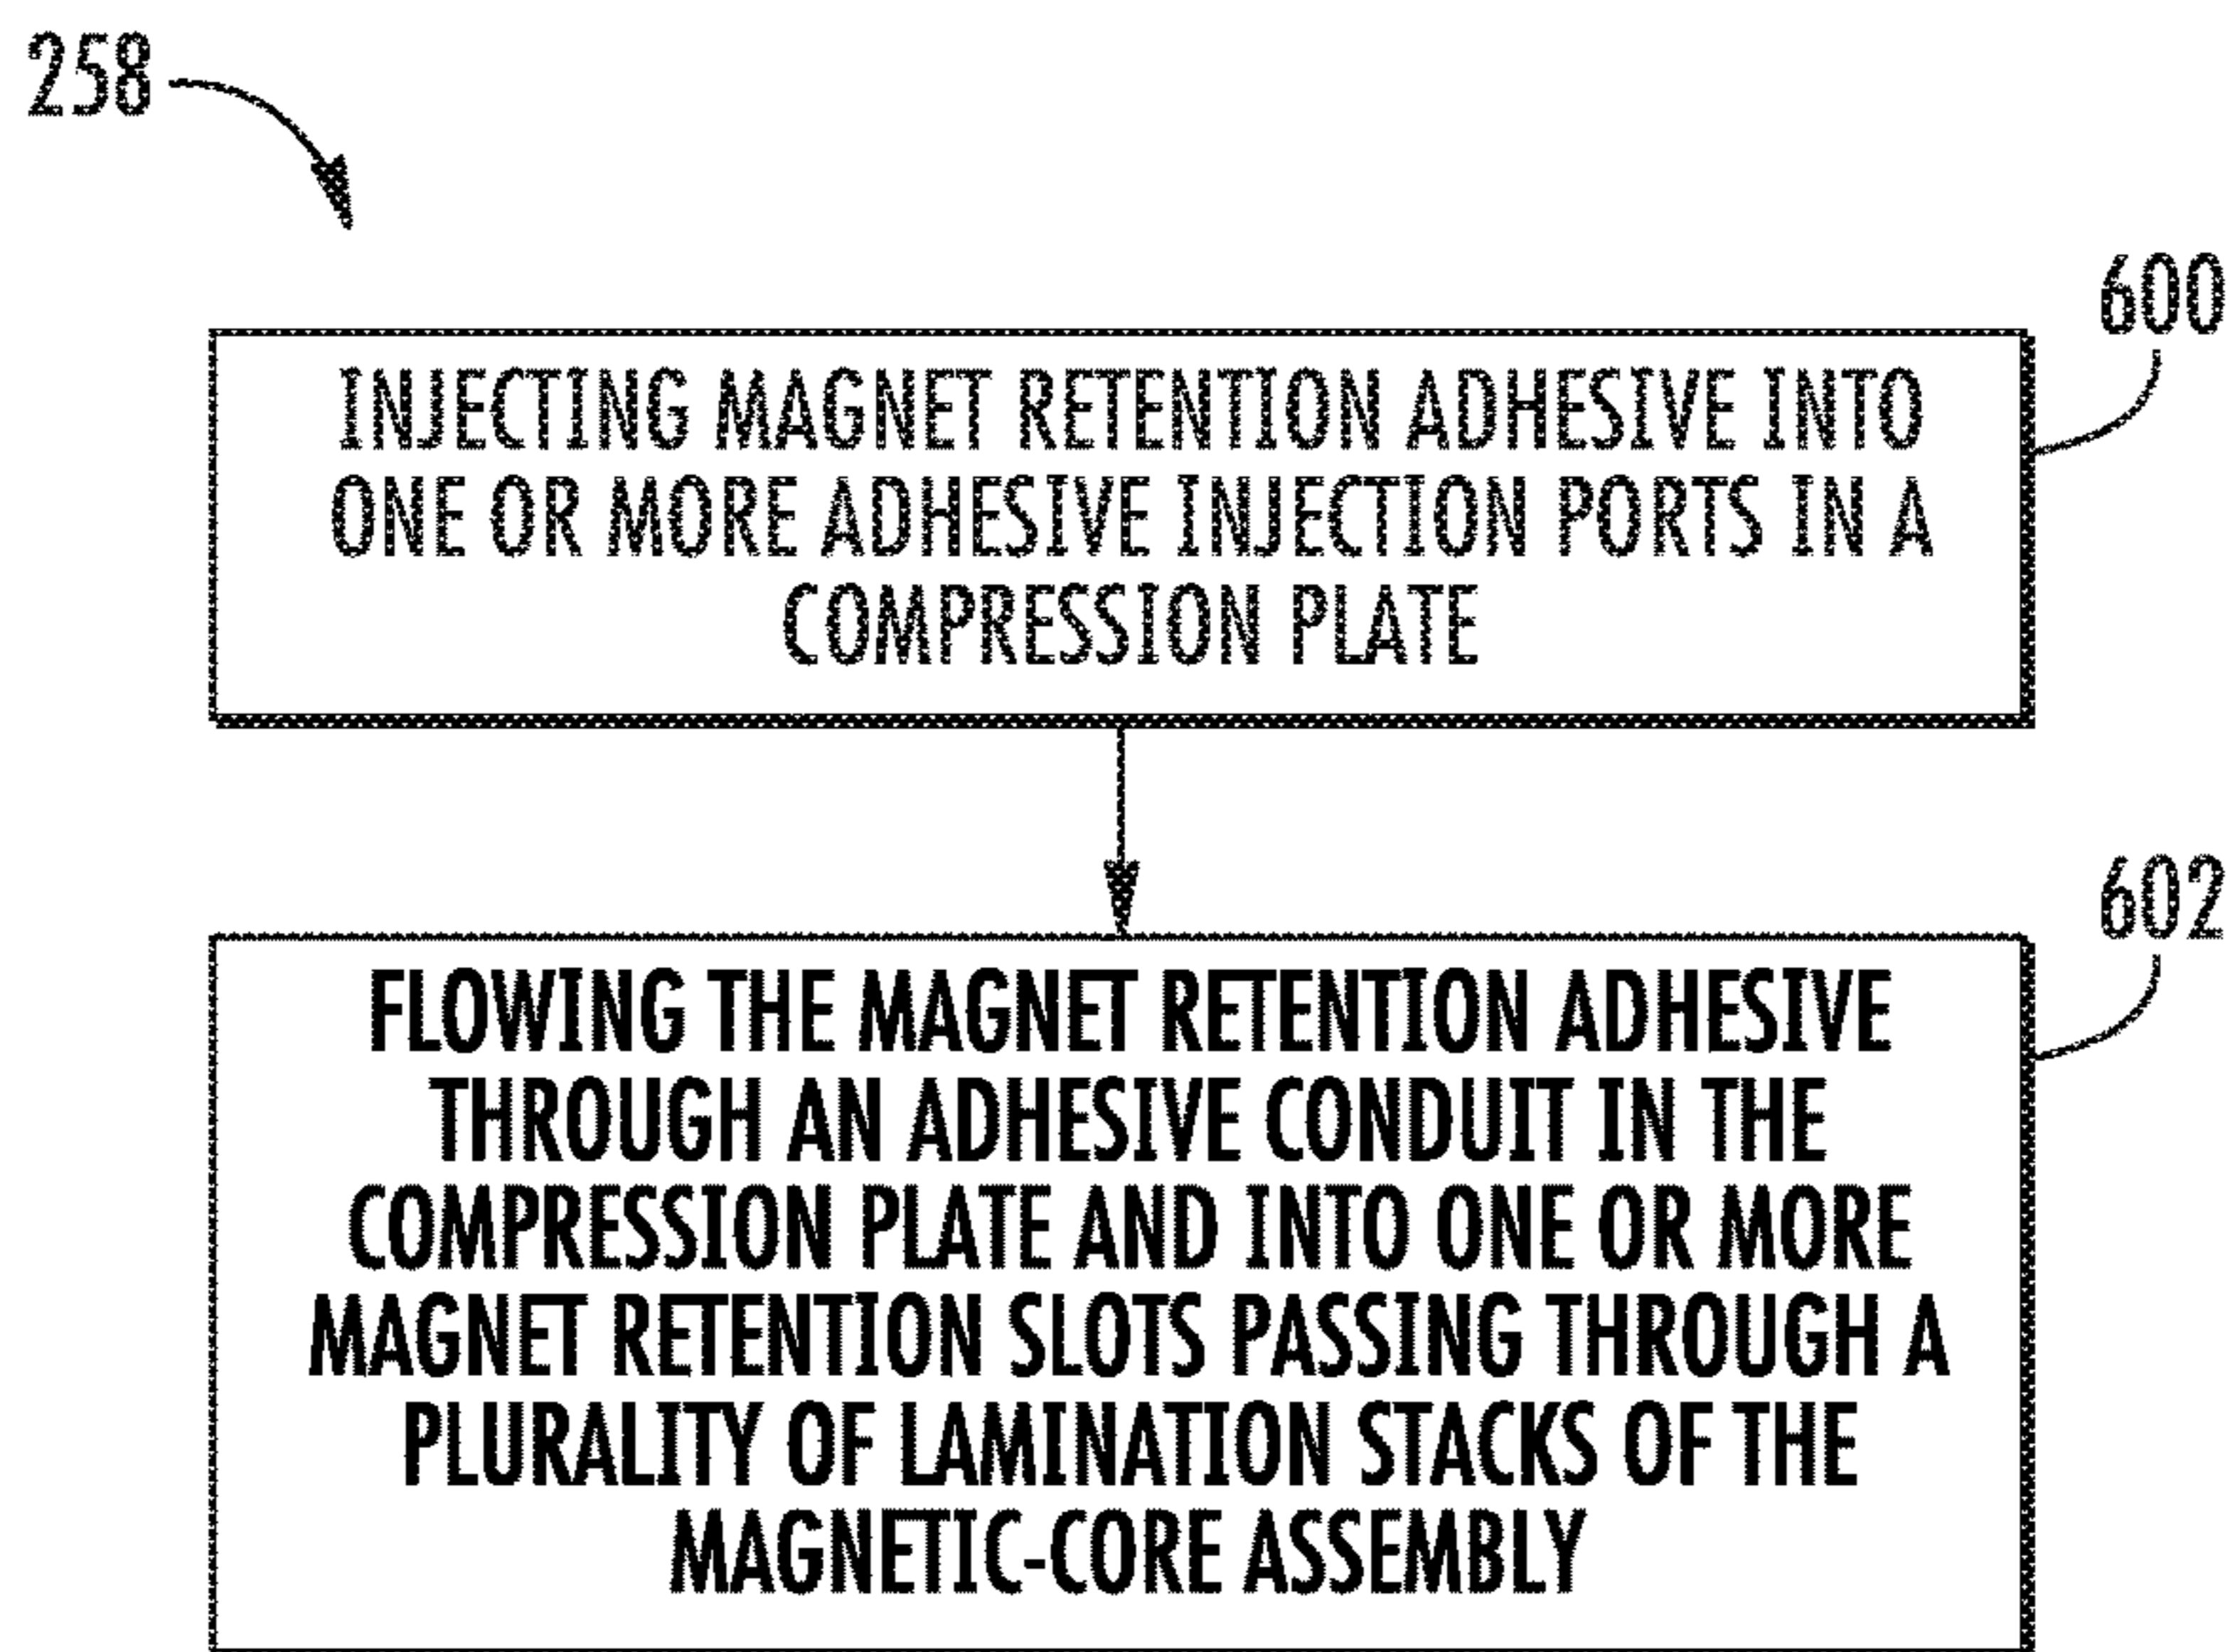 258
600
INJECTING MAGNET RETENTION ADHESIVE INTO
ONE OR MORE ADHESIVE INJECTION PORTS IN A
COMPRESSION PLATE
602
FLOWING THE MAGNET RETENTION ADHESIVE
THROUGH AN ADHESIVE CONDUIT IN THE
COMPRESSION PLATE AND INTO ONE OR MORE
MAGNET RETENTION SLOTS PASSING THROUGH A
PLURALITY OF LAMINATION STACKS OF THE
MAGNETIC-CORE ASSEMBLY